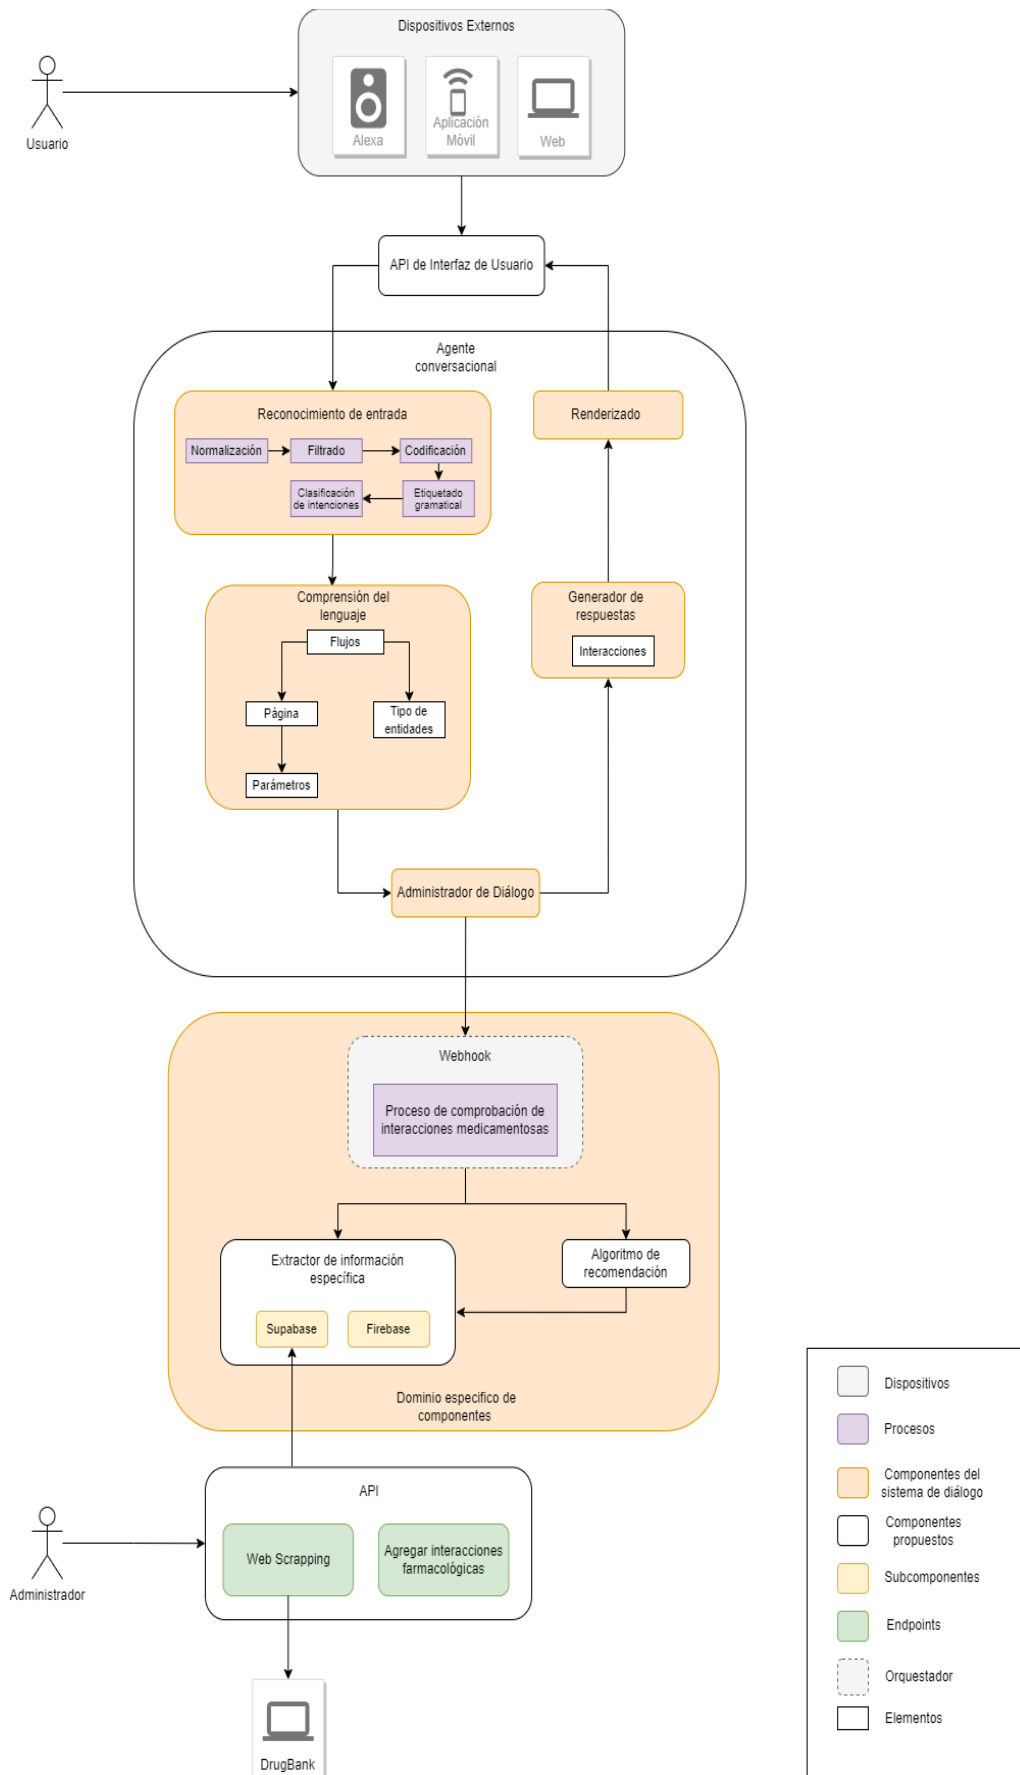 Dispositivos Externos
Usuario
Alexa
Aplicación
Móvil
Web
API de Interfaz de Usuario
Agente
conversacional
Reconocimiento de entrada
Renderizado
Normalización
Filtrado
Codificación
Clasificación
de intenciones
Etiquetado
gramatical
Comprensión del
lenguaje
Generador de
respuestas
Flujos
Interacciones
Página
Tipo de
entidades
Parámetros
Administrador de Diálogo
Webhook
Proceso de comprobación de
interacciones medicamentosas
Extractor de información
específica
Algoritmo de
recomendación
Supabase
Firebase
Dominio especifico de
componentes
API
Web Scrapping
Agregar interacciones
farmacológicas
Administrador
DrugBank
Dispositivos
Procesos
Componentes del
sistema de diálogo
Componentes
propuestos
Subcomponentes
Endpoints
Orquestador
Elementos